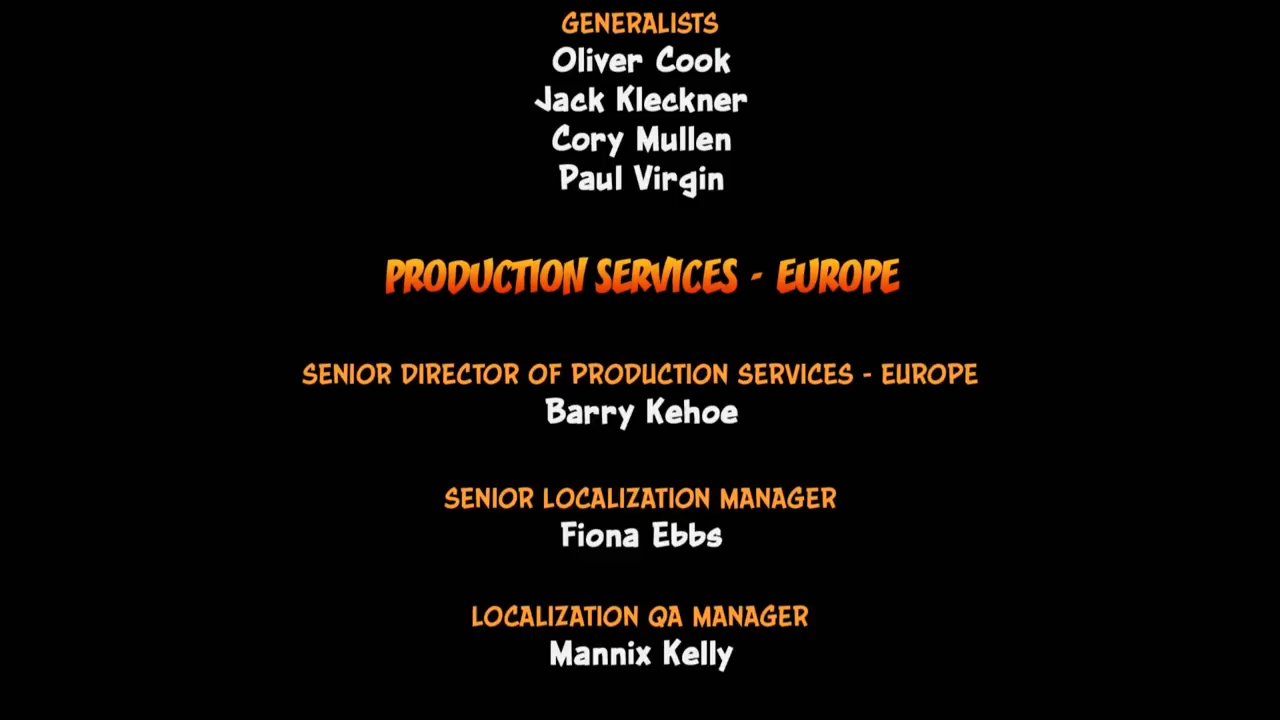 GENERALISTS
Oliver Cook
Jack Kleckner
Cory Mullen
Paul Virgin
PRODUCTION SERVICES - EUROPE
SENIOR DIRECTOR OF PRODUCTION SERVICES - EUROPE
Barry Kehoe
SENIOR LOCALIZATION MANAGER
Fiona Ebbs
LOCALIZATION QA MANAGER
Mannix Kelly